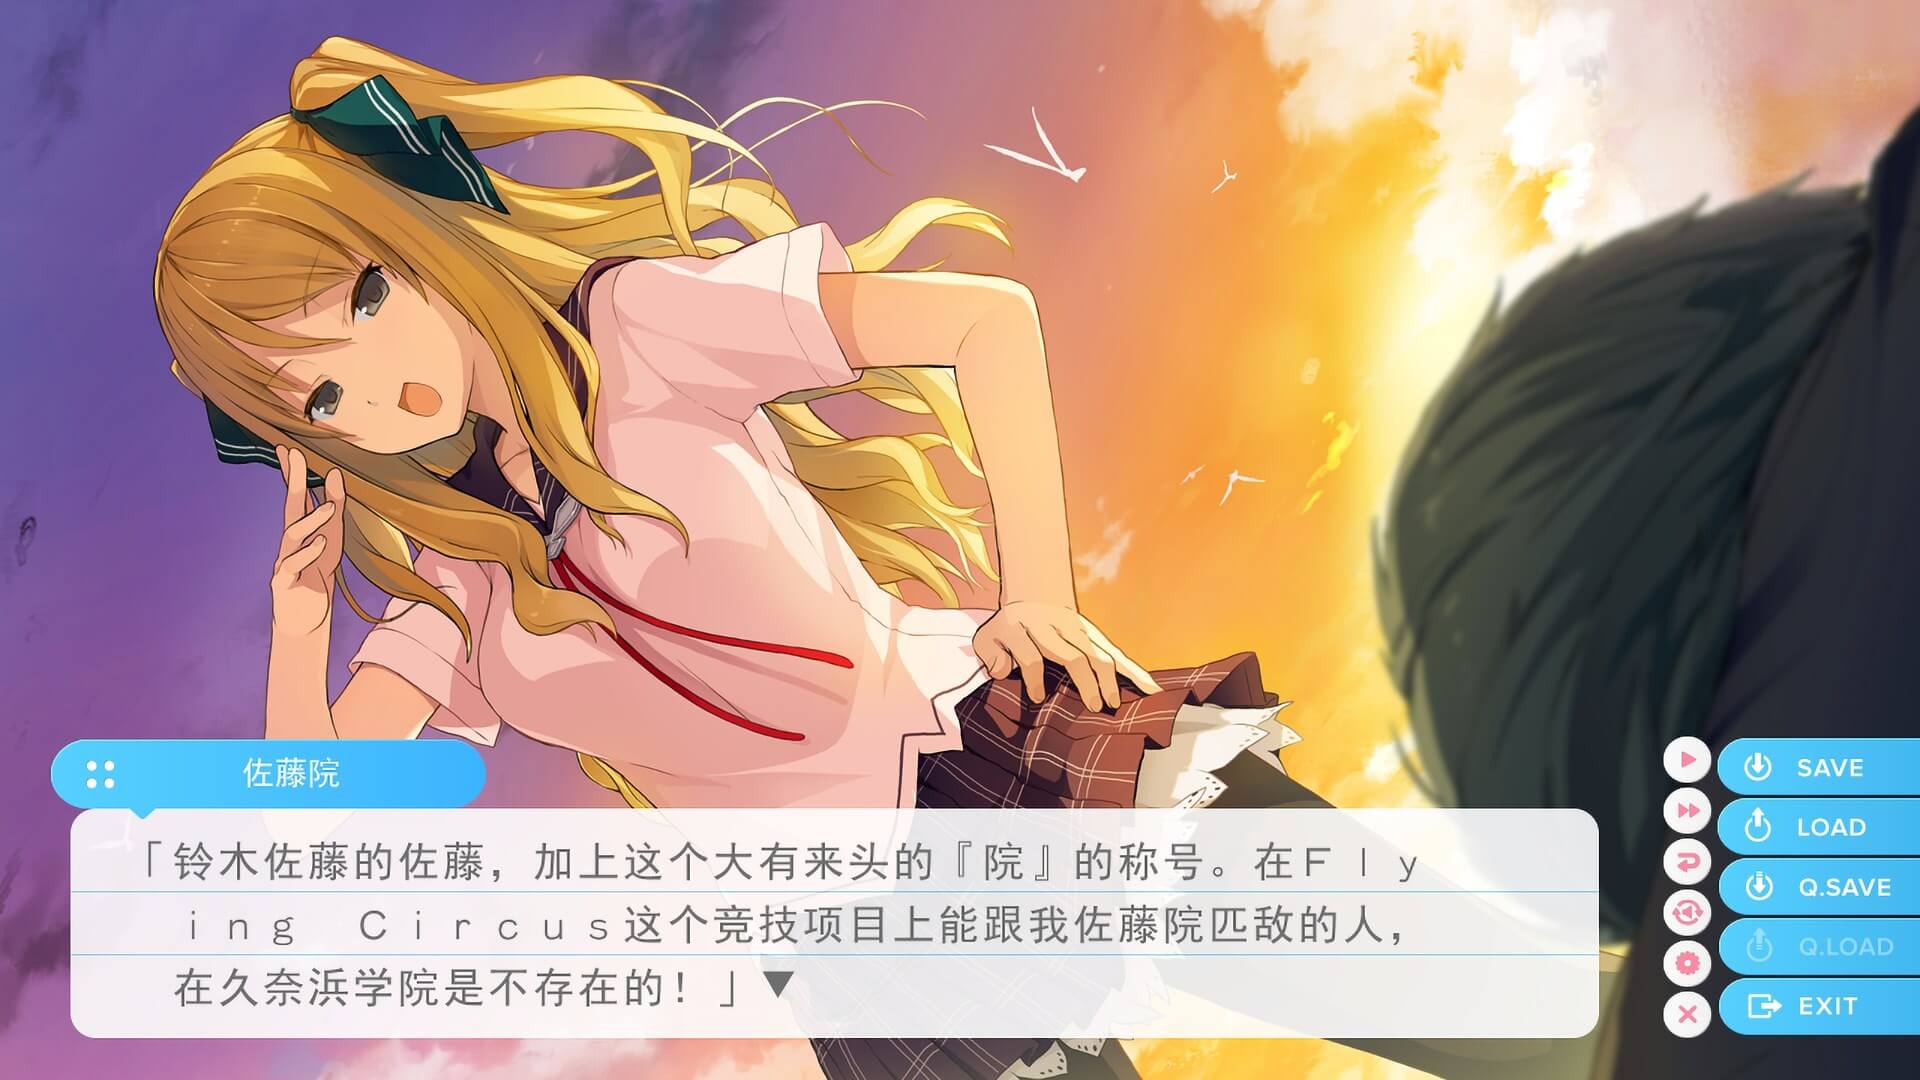 佐藤院
「铃木佐藤的佐藤，加上这个大有来头的『院』的称号。在Ｆｌｙ
ｉｎｇ　Ｃｉｒｃｕｓ这个竞技项目上能跟我佐藤院匹敌的人，
在久奈浜学院是不存在的！」▼
SAVE
LOAD
Q.SAVE
Q.LOAD
EXIT